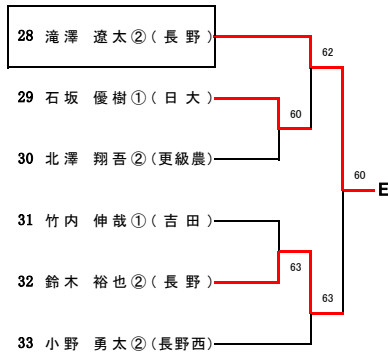 28 滝澤 遼太②(長野)
62
29 石坂 優樹①(日大)
60
30 北澤 翔吾②(更級農)
60
E
31 竹内 伸哉①(吉田)
32 鈴木 裕也②(長野)
63
63
33 小野 勇太②(長野西)